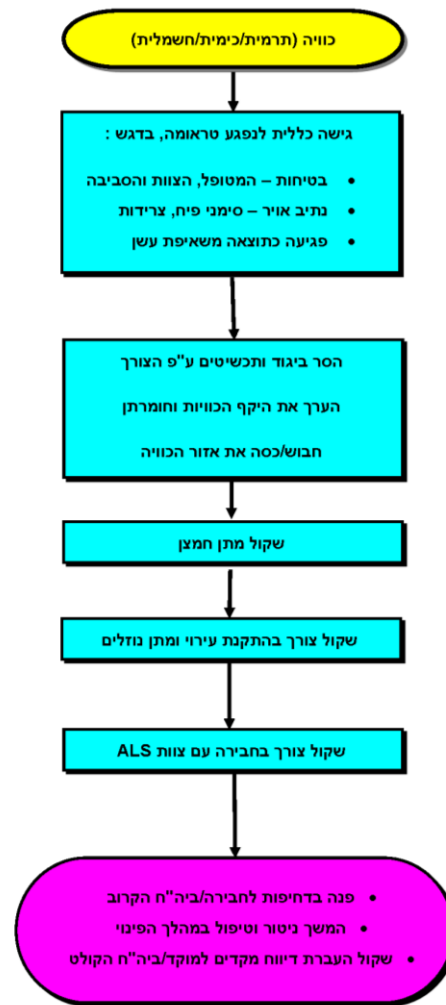 כוויה (תרמית/כימית/חשמלית)
גישה כללית לנפגע טראומה, בדגש :
• בטיחות – המטופל, הצוות והסביבה
• נתיב אויר – סימני פיח, צרידות
• פגיעה כתוצאה משאיפת עשן
הסר ביגוד ותכשיטים ע"פ הצורך
הערך את היקף הכוויות וחומרתן
חבוש/כסה את אזור הכוויה
שקול מתן חמצן
שקול צורך בהתקנת עירוי ומתן נוזלים
שקול צורך בחבירה עם צוות ALS
• פנה בדחיפות לחבירה/ביה"ח הקרוב
• המשך ניטור וטיפול במהלך הפינוי
• שקול העברת דיווח מקדים למוקד/ביה"ח הקולט